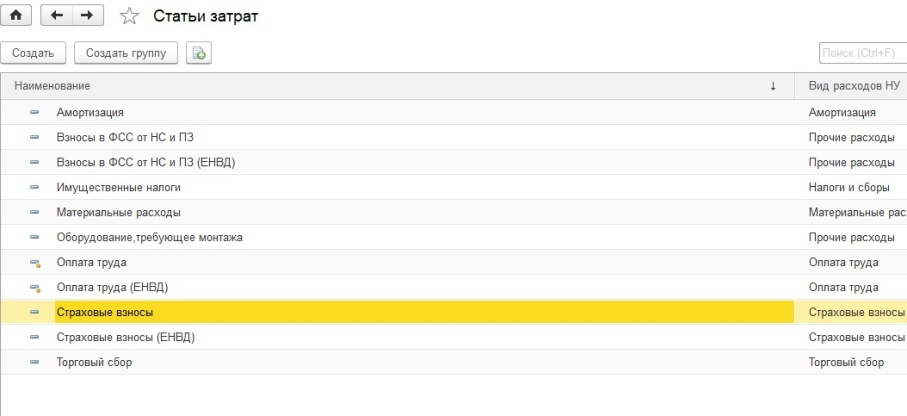 Статьи затрат
Создать Создать группу Поиск (Ctrl+F)
Наименование ↓ Вид расходов НУ
Амортизация Амортизация
Взносы в ФСС от НС и ПЗ Прочие расходы
Взносы в ФСС от НС и ПЗ (ЕНВД) Прочие расходы
Имущественные налоги Налоги и сборы
Материальные расходы Материальные рас
Оборудование,требующее монтажа Прочие расходы
Оплата труда Оплата труда
Оплата труда (ЕНВД) Оплата труда
Страховые взносы Страховые взносы
Страховые взносы (ЕНВД) Страховые взносы
Торговый сбор Торговый сбор